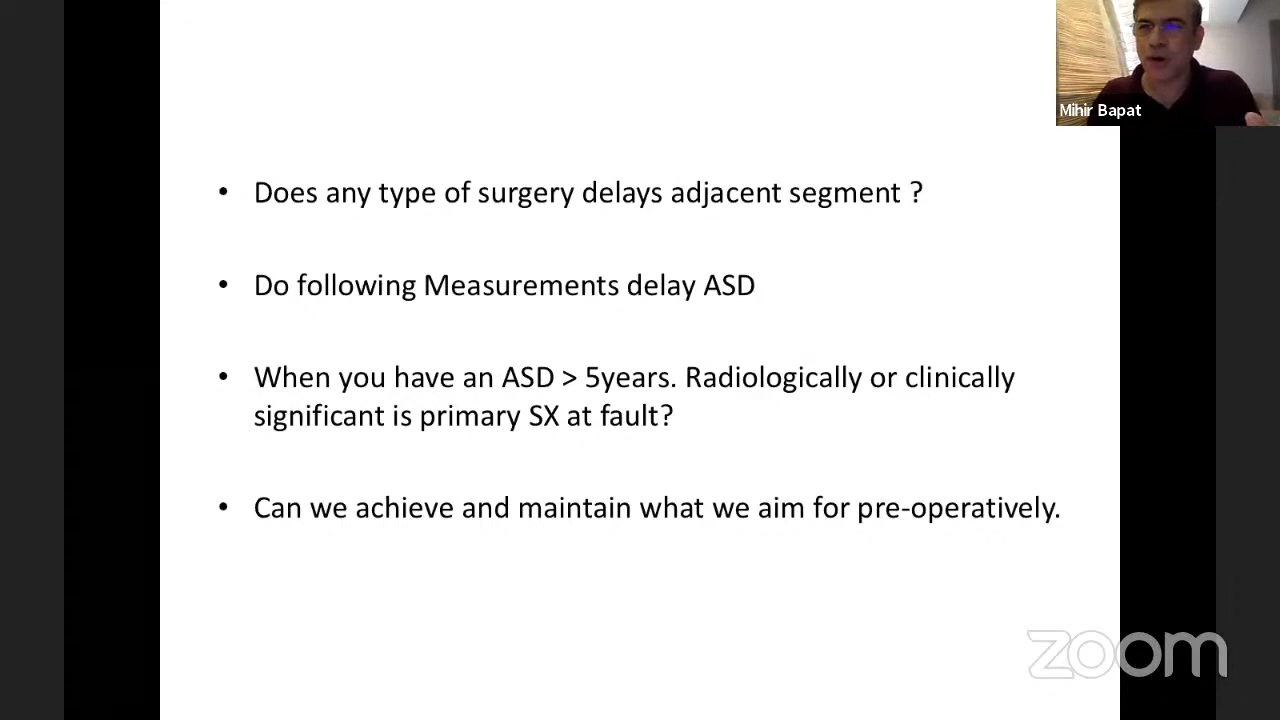 Mihir Bapat
• Does any type of surgery delays adjacent segment ?
• Do following Measurements delay ASD
• When you have an ASD > 5years. Radiologically or clinically
significant is primary SX at fault?
• Can we achieve and maintain what we aim for pre-operatively.
zoom